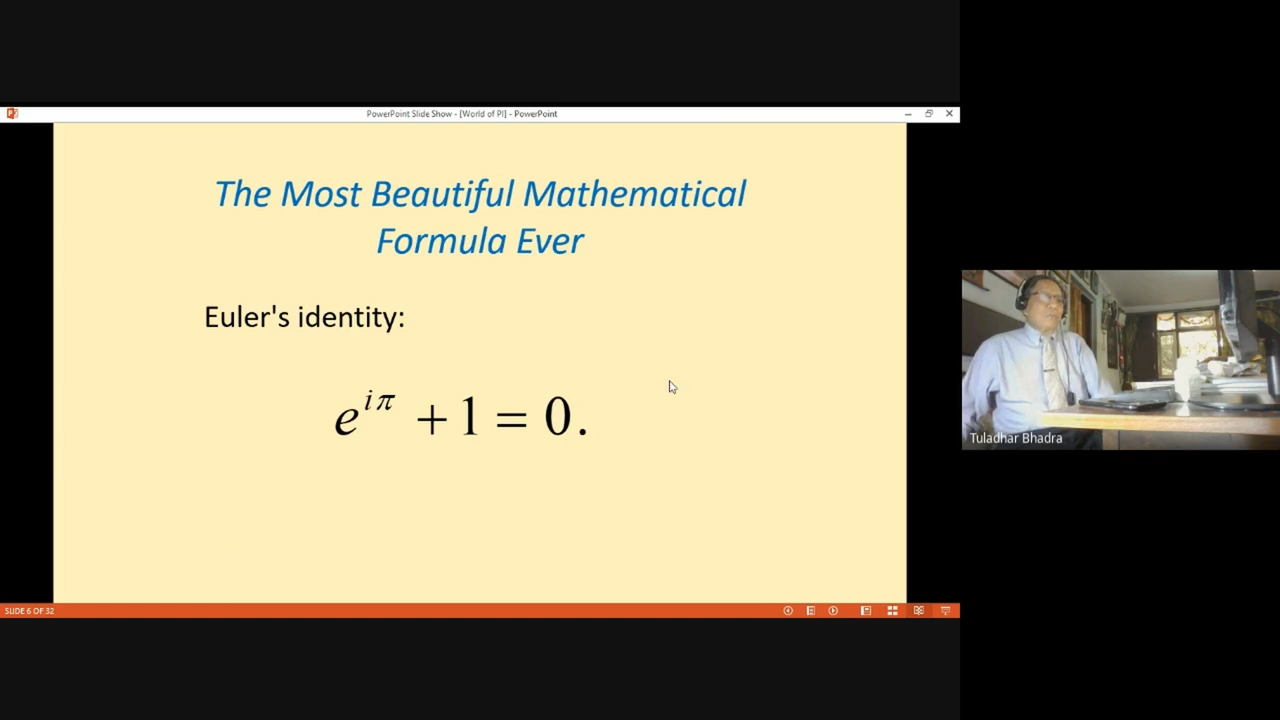 PowerPoint Slide Show - [World of PI] - PowerPoint
The Most Beautiful Mathematical
Formula Ever
Euler's identity:
e^{iπ} + 1 = 0.
Tuladhar Bhadra
SLIDE 6 OF 32